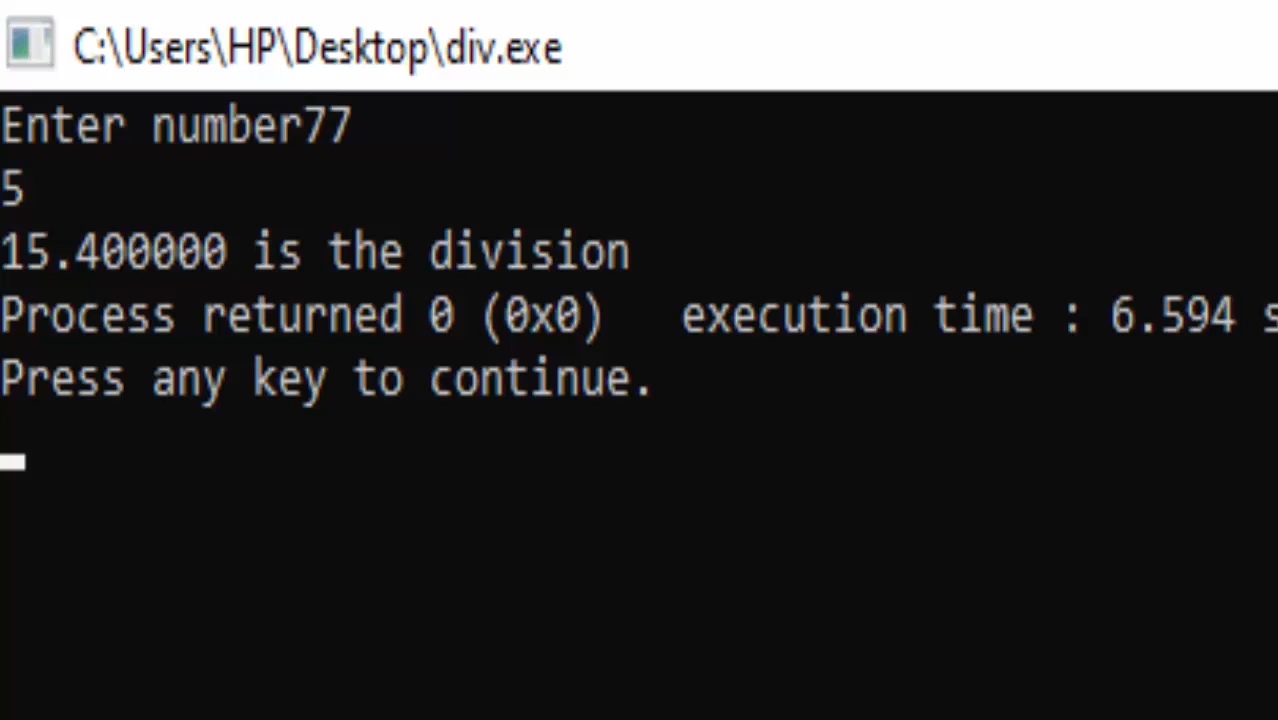 C:\Users\HP\Desktop\div.exe
Enter number77
5
15.400000 is the division
Process returned 0 (0x0)   execution time : 6.594 s
Press any key to continue.